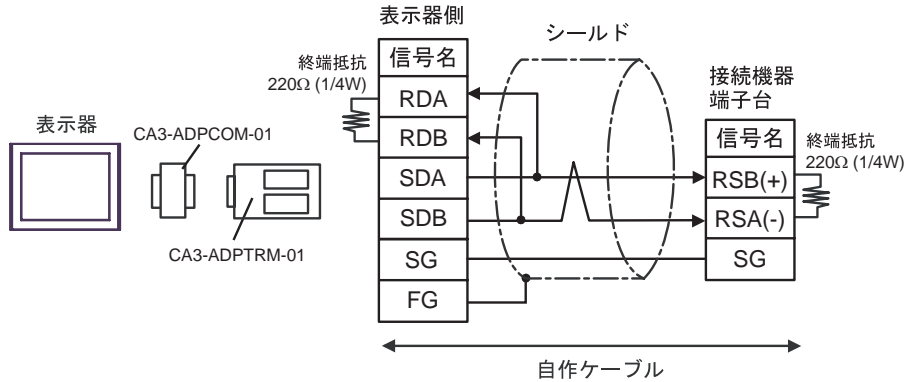 表示器側
信号名
RDA
RDB
SDA
SDB
SG
FG
終端抵抗
220Ω (1/4W)
シールド
接続機器
端子台
信号名
RSB(+)
RSA(-)
SG
終端抵抗
220Ω (1/4W)
表示器
CA3-ADPCOM-01
CA3-ADPTRM-01
自作ケーブル